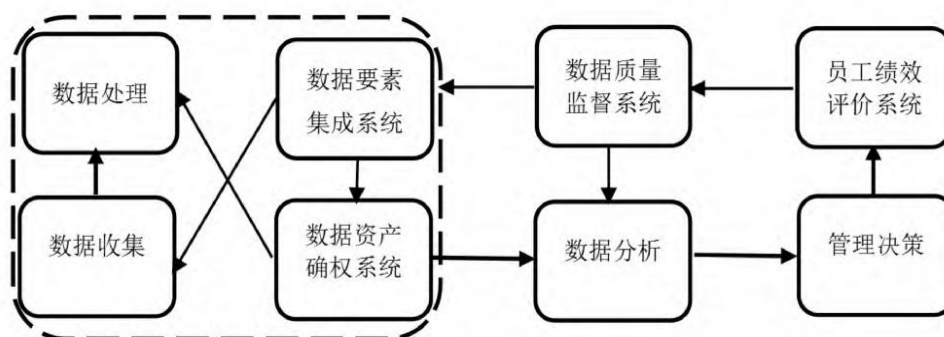 数据处理
数据要素
集成系统
数据质量
监督系统
员工绩效
评价系统
数据收集
数据资产
确权系统
数据分析
管理决策